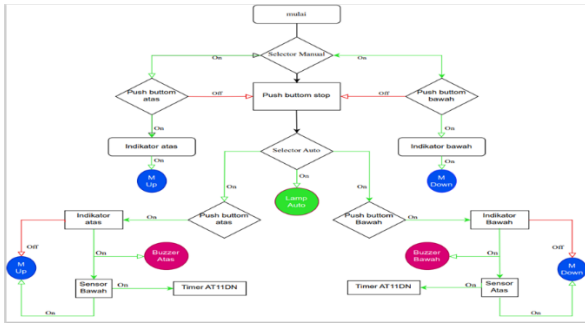 mulai
Selector Manual
On
On
Push buttom
atas
Off
Push buttom stop
Off
Push buttom
bawah
On
On
Indikator atas
Indikator bawah
On
On
M
Up
M
Down
Selector Auto
On
On
On
Lamp
Auto
Indikator
atas
On
Push buttom
atas
Push buttom
Bawah
On
Indikator
Bawah
Off
On
On
Off
On
On
Buzzer
Atas
Buzzer
Bawah
M
Up
M
Down
Sensor
Bawah
On
Timer AT11DN
Timer AT11DN
On
Sensor
Atas
On
On